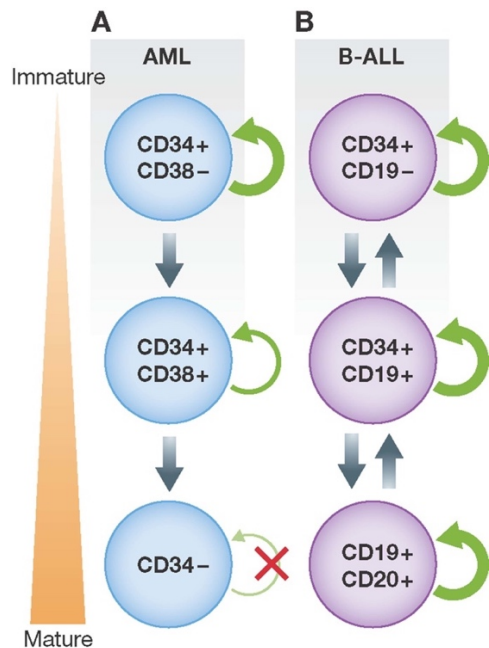 A
B
AML
B-ALL
Immature
CD34+
CD38−
CD34+
CD19−
CD34+
CD38+
CD34+
CD19+
CD34−
CD19+
CD20+
Mature